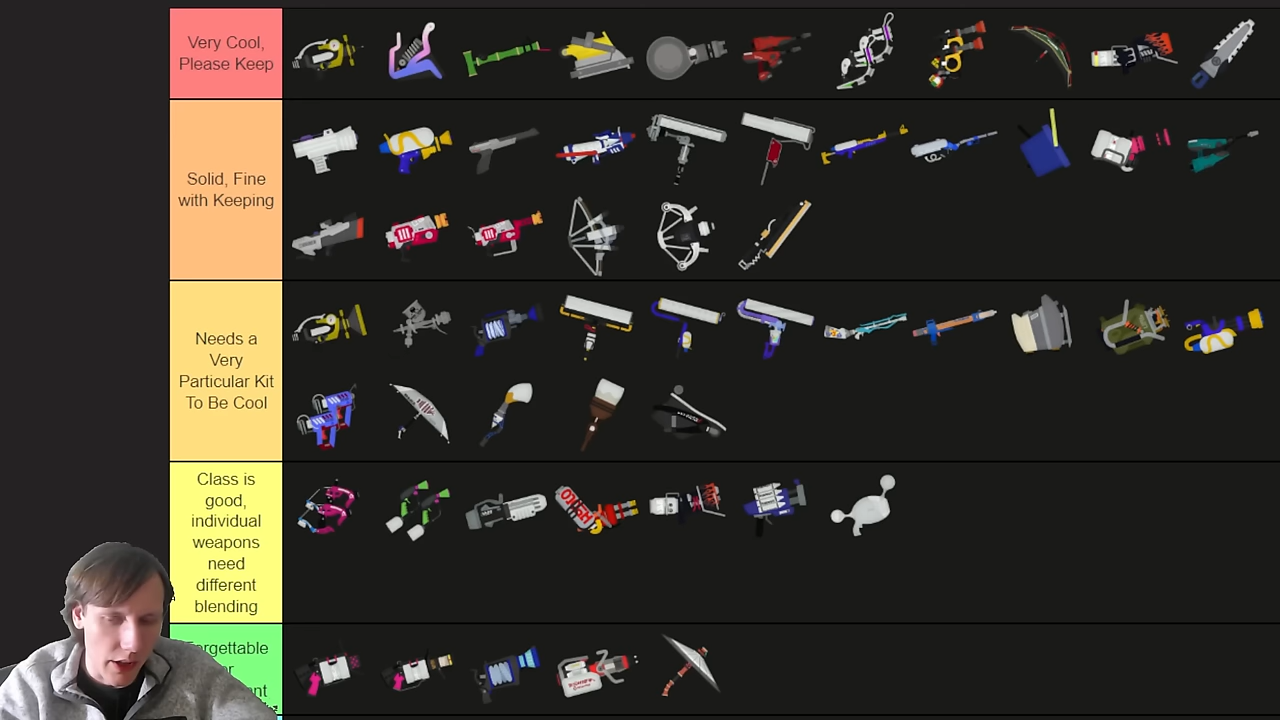 Very Cool,
Please Keep
Solid, Fine
with Keeping
Needs a
Very
Particular Kit
To Be Cool
Class is
good,
individual
weapons
need
different
blending